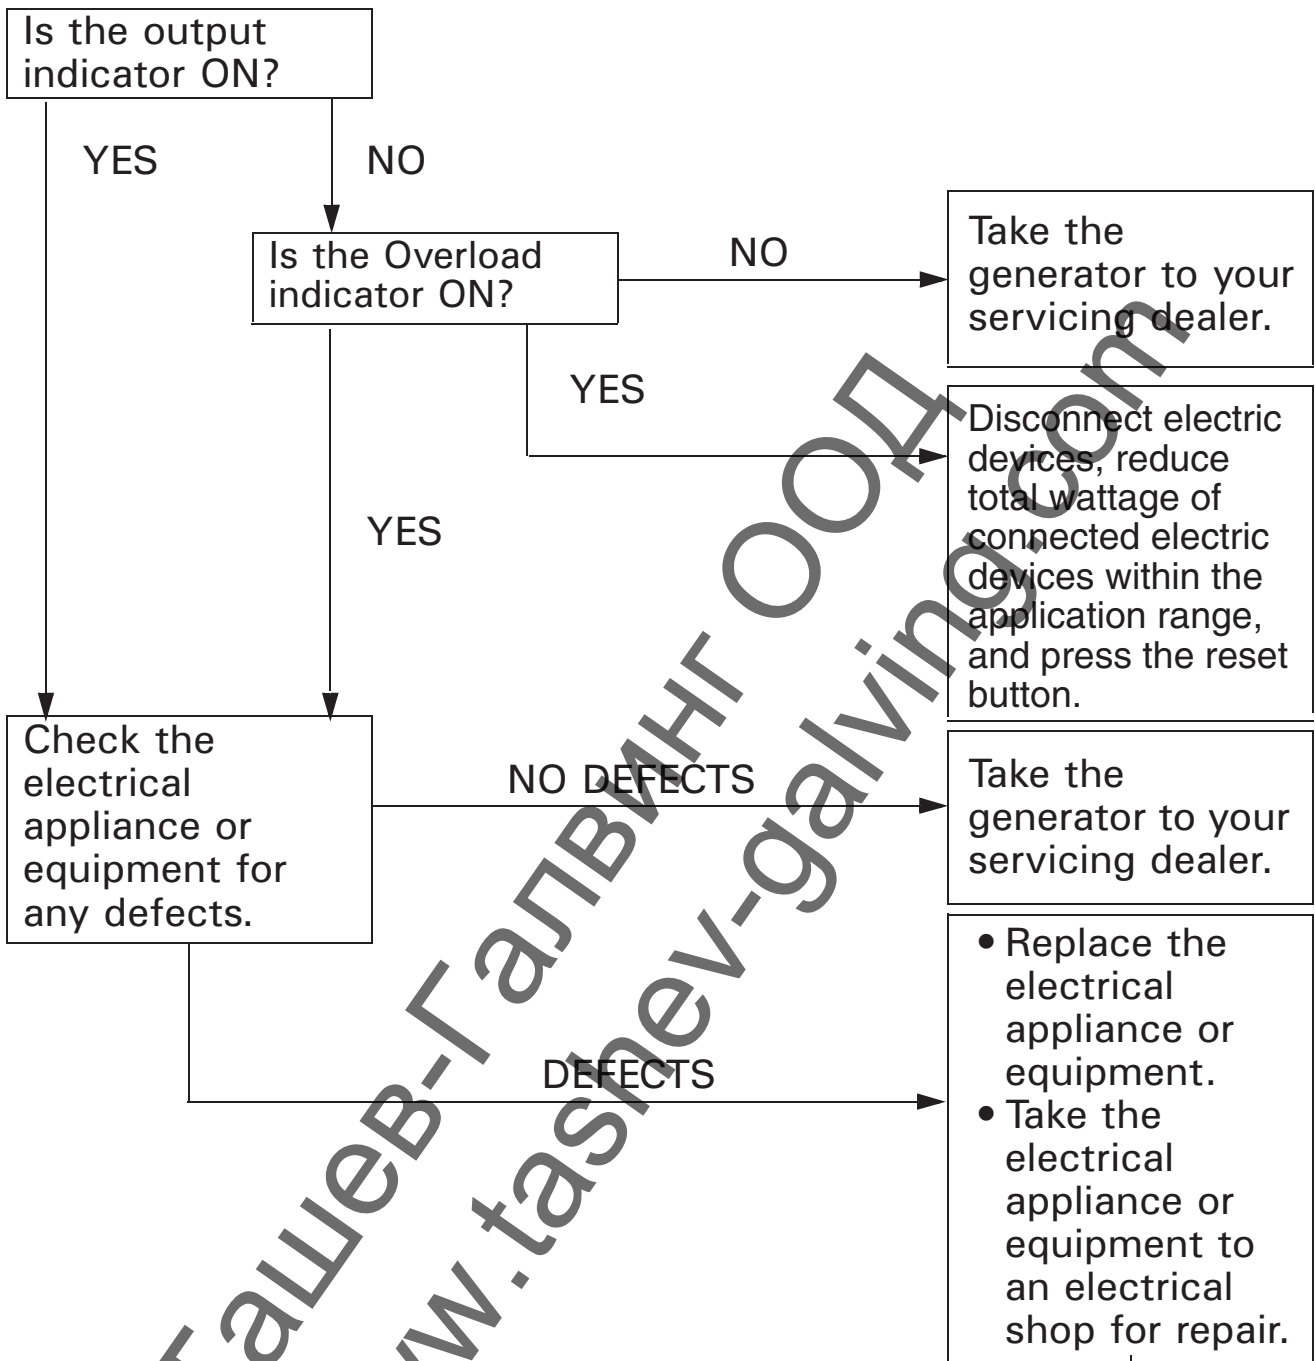 Is the output
indicator ON?
YES
NO
Is the Overload
indicator ON?
NO
Take the
generator to your
servicing dealer.
YES
Disconnect electric
devices, reduce
total wattage of
connected electric
devices within the
application range,
and press the reset
button.
YES
Check the
electrical
appliance or
equipment for
any defects.
NO DEFECTS
Take the
generator to your
servicing dealer.
DEFECTS
• Replace the
electrical
appliance or
equipment.
• Take the
electrical
appliance or
equipment to
an electrical
shop for repair.
Ташев-Галвинг ООД
w.tashev-galving.com